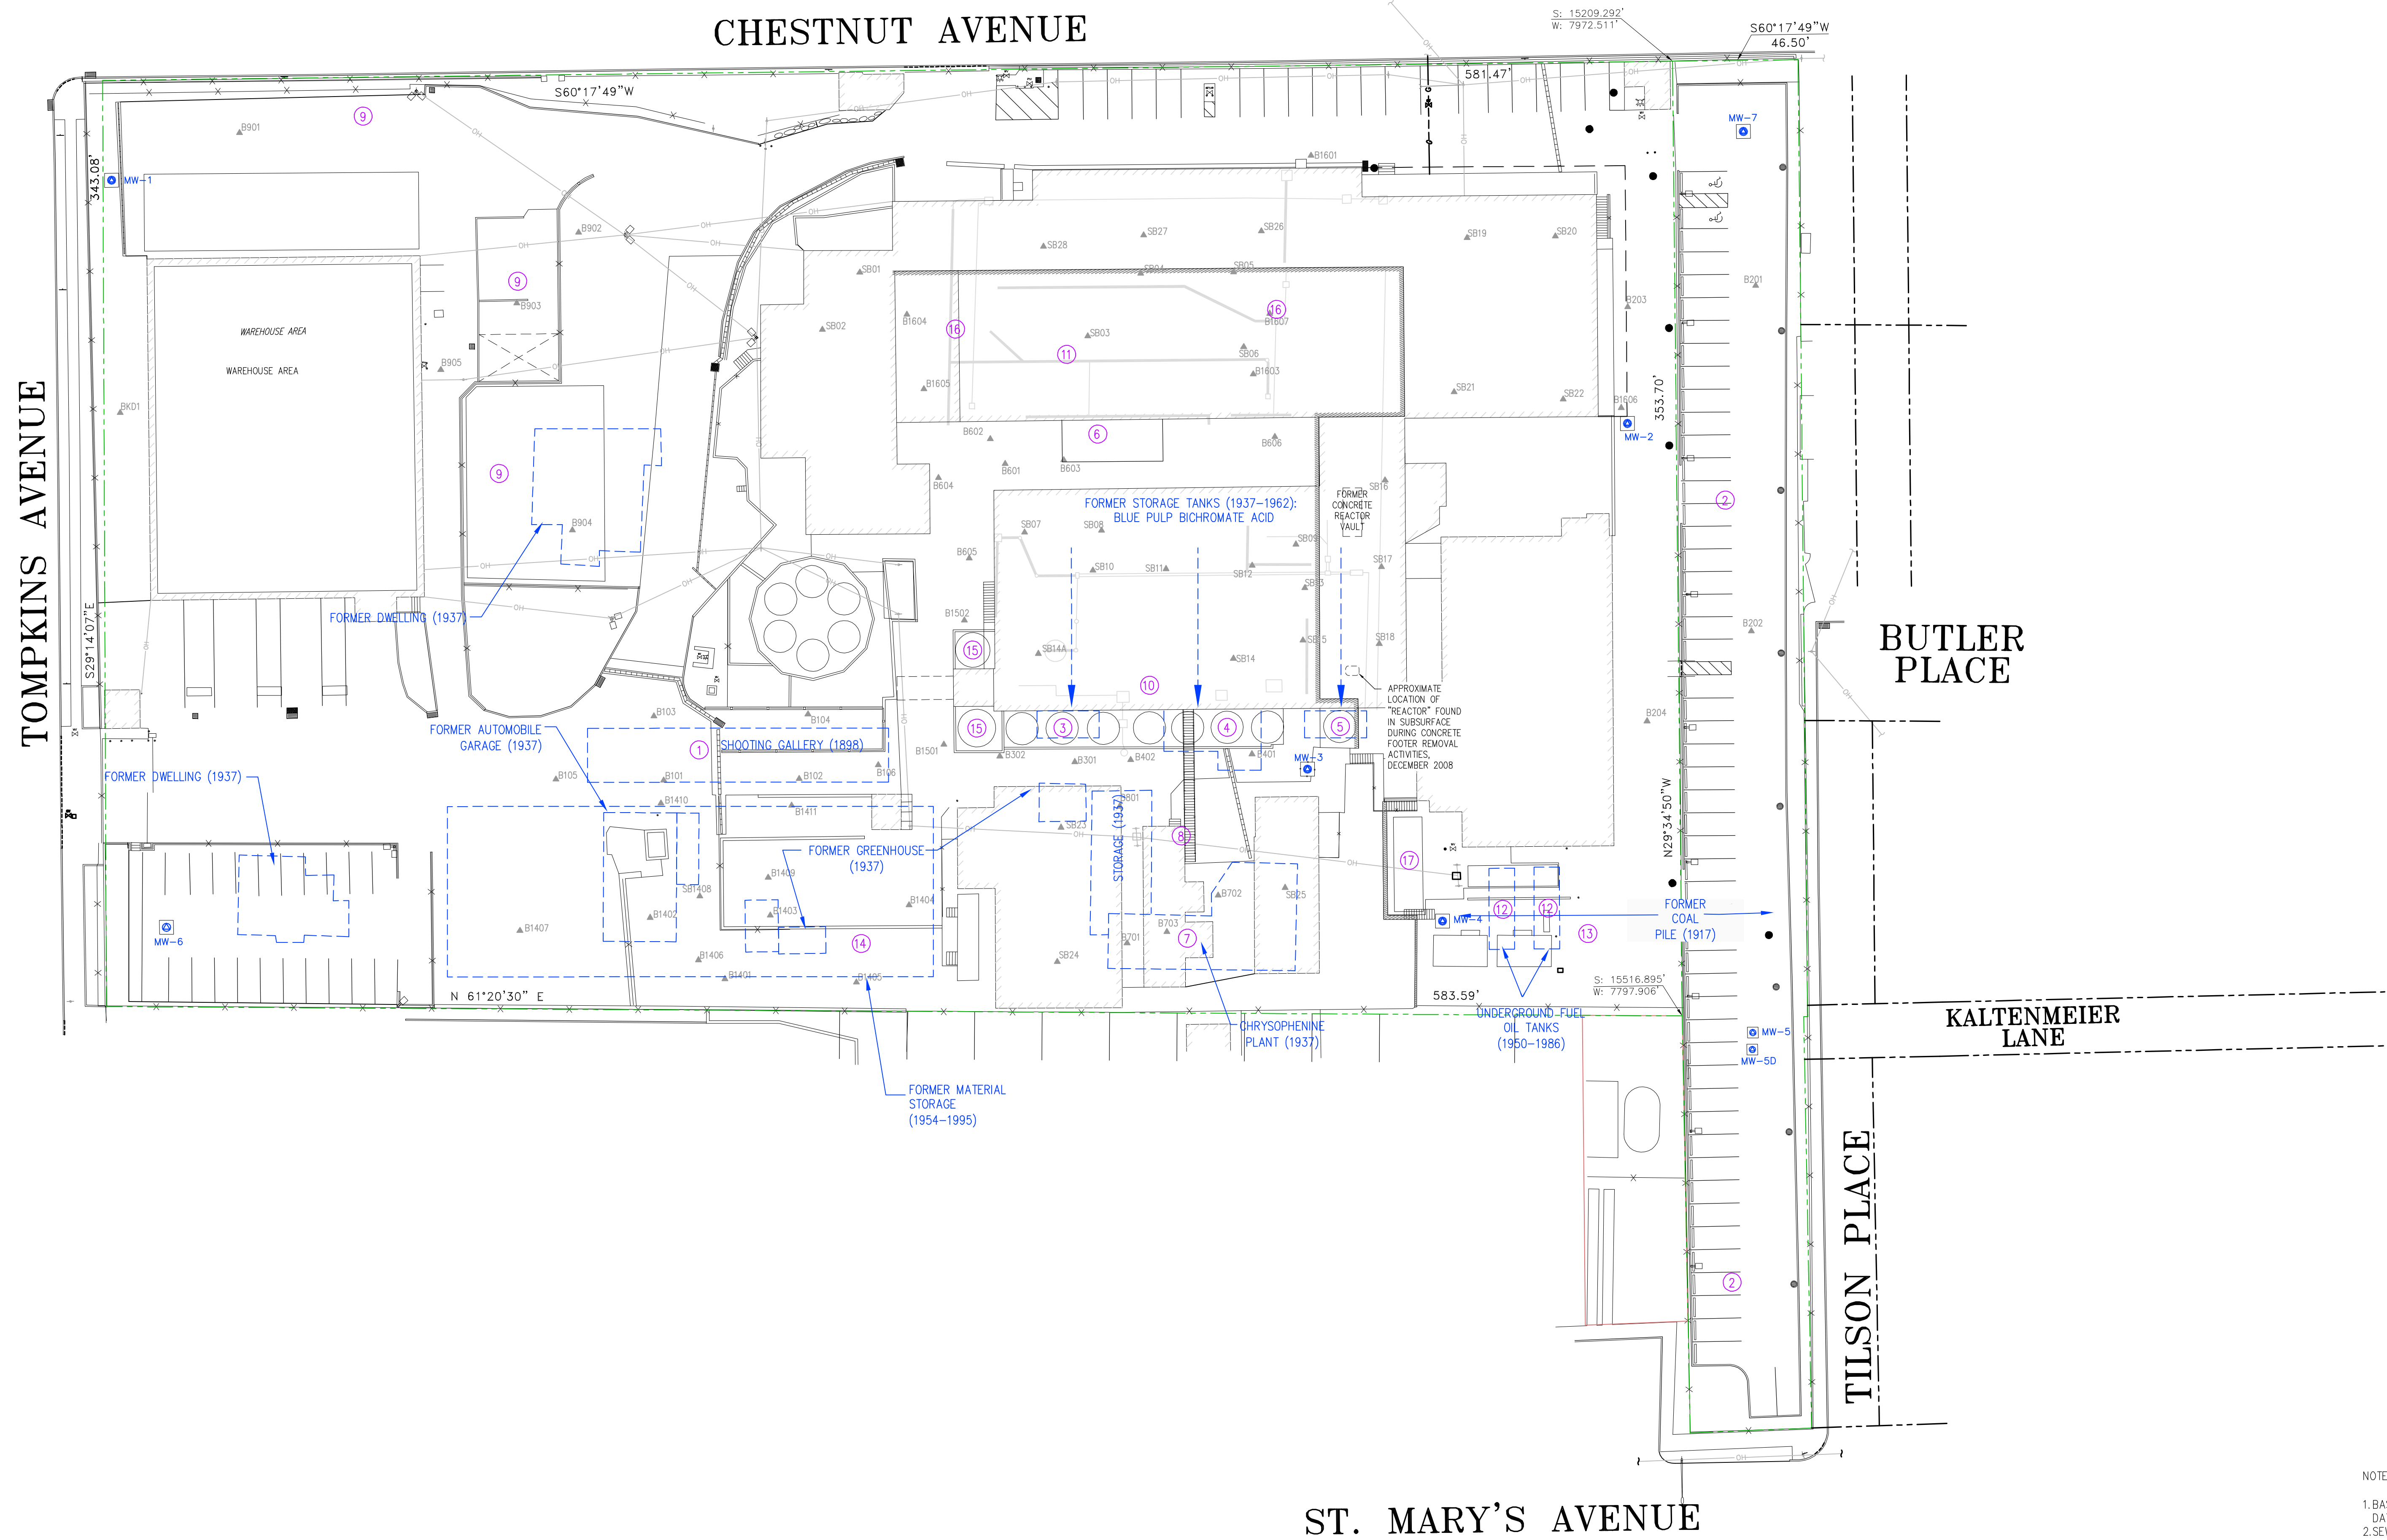 CHESTNUT AVENUE
S: 15209.292'
W: 7972.511'
S60°17'49"W
46.50'
581.47'
S60°17'49"W
343.08'
MW-1
MW-7
B901
9
B1601
B902
SB28
SB27
SB26
SB19
SB20
SB01
SB04
SB05
9
B903
B201
B203
WAREHOUSE AREA
WAREHOUSE AREA
SB02
B1604
16
16
B1607
SB03
11
SB06
B905
B1603
B1605
SB21
SB22
B1606
BKD1
353.70'
MW-2
TOMPKINS AVENUE
B602
6
B606
B601
B603
B604
9
SB16
2
FORMER STORAGE TANKS (1937-1962):
BLUE PULP BICHROMATE ACID
FORMER
CONCRETE
REACTOR
VAULT
B904
SB07
SB08
SB09
B605
SB10
SB11
SB12
SB13
SB17
S29°14'07"E
FORMER DWELLING (1937)
B1502
SB15
SB18
B202
BUTLER
PLACE
15
SB14A
SB14
10
APPROXIMATE
LOCATION OF
"REACTOR" FOUND
IN SUBSURFACE
DURING CONCRETE
FOOTER REMOVAL
ACTIVITIES,
DECEMBER 2008
B103
B104
B204
FORMER AUTOMOBILE
GARAGE (1937)
1
SHOOTING GALLERY (1898)
15
3
4
5
B1501
B302
B301
B402
B401
MW-3
FORMER DWELLING (1937)
B105
B101
B102
B106
B1410
B1411
B801
STORAGE (1937)
SB23
8
N29°34'50"W
FORMER GREENHOUSE
(1937)
17
B1409
SB1408
B1404
B702
SB25
B1402
B1403
B1407
MW-6
B703
B701
7
MW-4
12
12
13
FORMER
COAL
PILE (1917)
14
B1406
B1401
B1405
SB24
N 61°20'30" E
583.59'
S: 15516.895'
W: 7797.906'
CHRYSOPHENINE
PLANT (1937)
UNDERGROUND FUEL
OIL TANKS
(1950-1986)
MW-5
MW-5D
KALTENMEIER
LANE
FORMER MATERIAL
STORAGE
(1954-1995)
TILSON PLACE
2
ST. MARY'S AVENUE
NOTE
1. BA
DA
2. SE